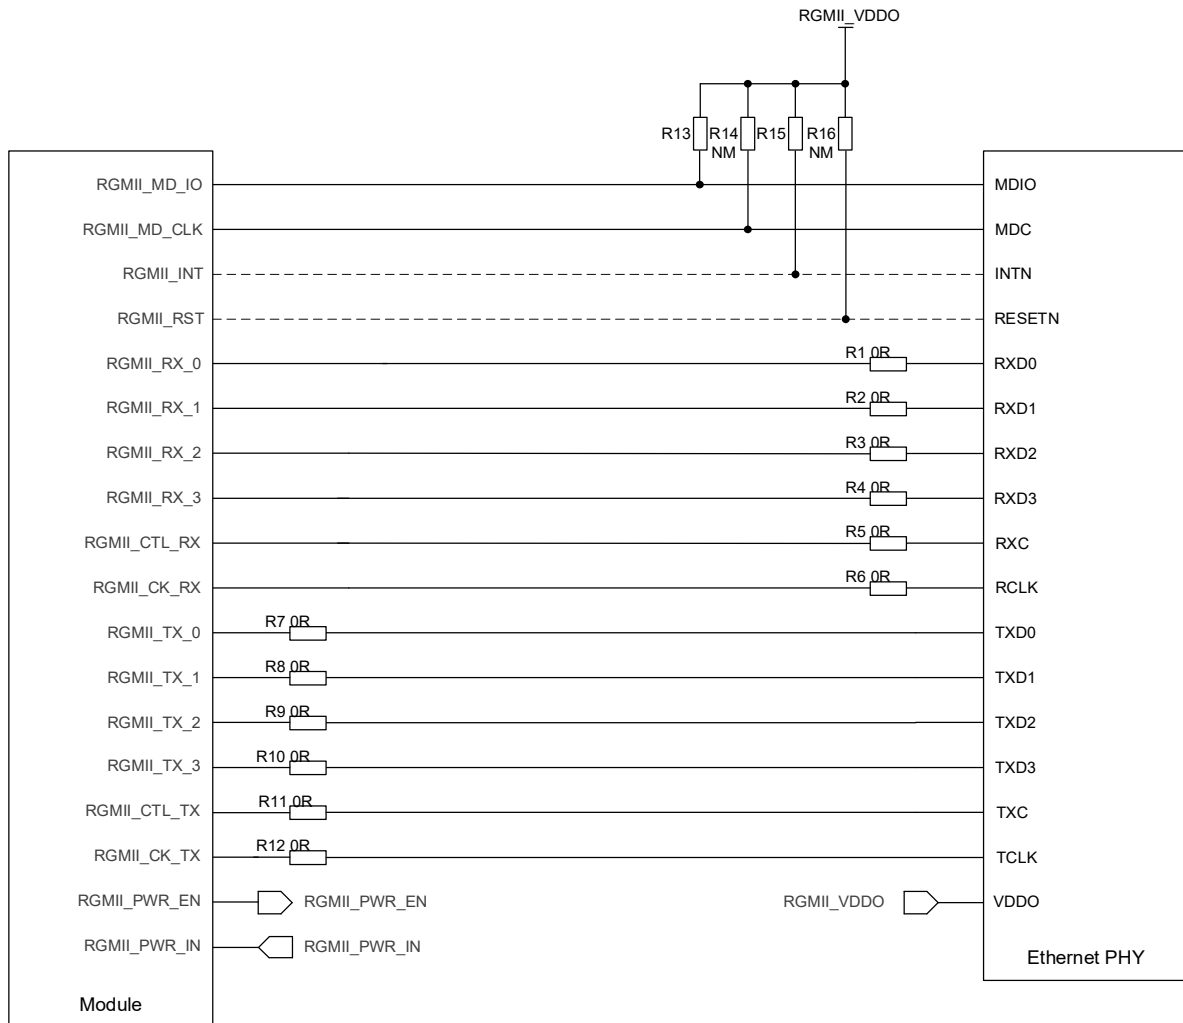 RGMII_VDDO
R13 R14 R15 R16
NM NM
RGMII_MD_IO MDIO
RGMII_MD_CLK MDC
RGMII_INT INTN
RGMII_RST RESETN
RGMII_RX_0 R1 0R RXD0
RGMII_RX_1 R2 0R RXD1
RGMII_RX_2 R3 0R RXD2
RGMII_RX_3 R4 0R RXD3
RGMII_CTL_RX R5 0R RXC
RGMII_CK_RX R6 0R RCLK
RGMII_TX_0 R7 0R TXD0
RGMII_TX_1 R8 0R TXD1
RGMII_TX_2 R9 0R TXD2
RGMII_TX_3 R10 0R TXD3
RGMII_CTL_TX R11 0R TXC
RGMII_CK_TX R12 0R TCLK
RGMII_PWR_EN RGMII_PWR_EN RGMII_VDDO VDDO
RGMII_PWR_IN RGMII_PWR_IN
Ethernet PHY
Module